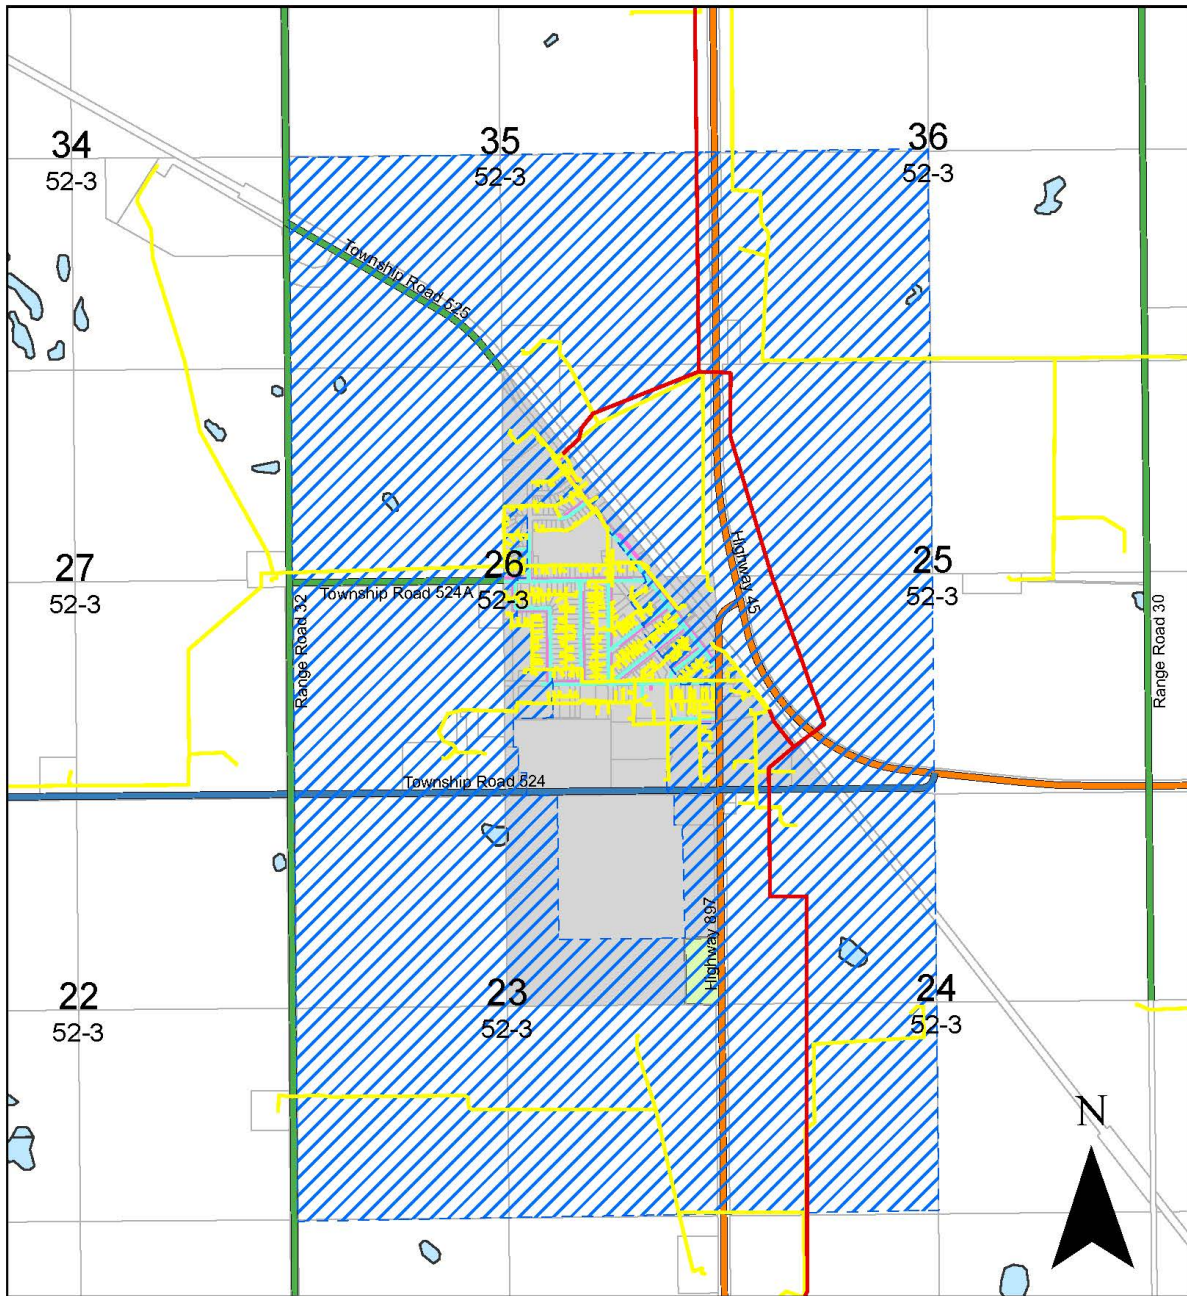 34
52-3
35
52-3
36
52-3
Township Road 525
27
52-3
26
52-3
25
52-3
Highway 45
Township Road 524A
Range Road 32
Range Road 30
Township Road 524
22
52-3
23
52-3
24
52-3
Highway 897
N